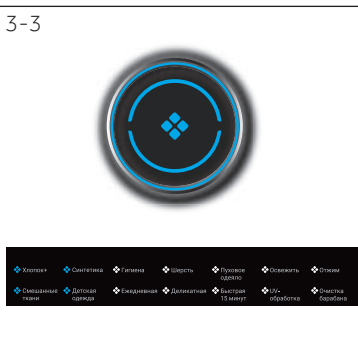 3-3
Хлопок+ Синтетика Гигиена Шерсть Пуховое одеяло Освежить Отжим
Смешанные ткани Детская одежда Ежедневная Деликатная Быстрая 15 минут UV-обработка Очистка барабана